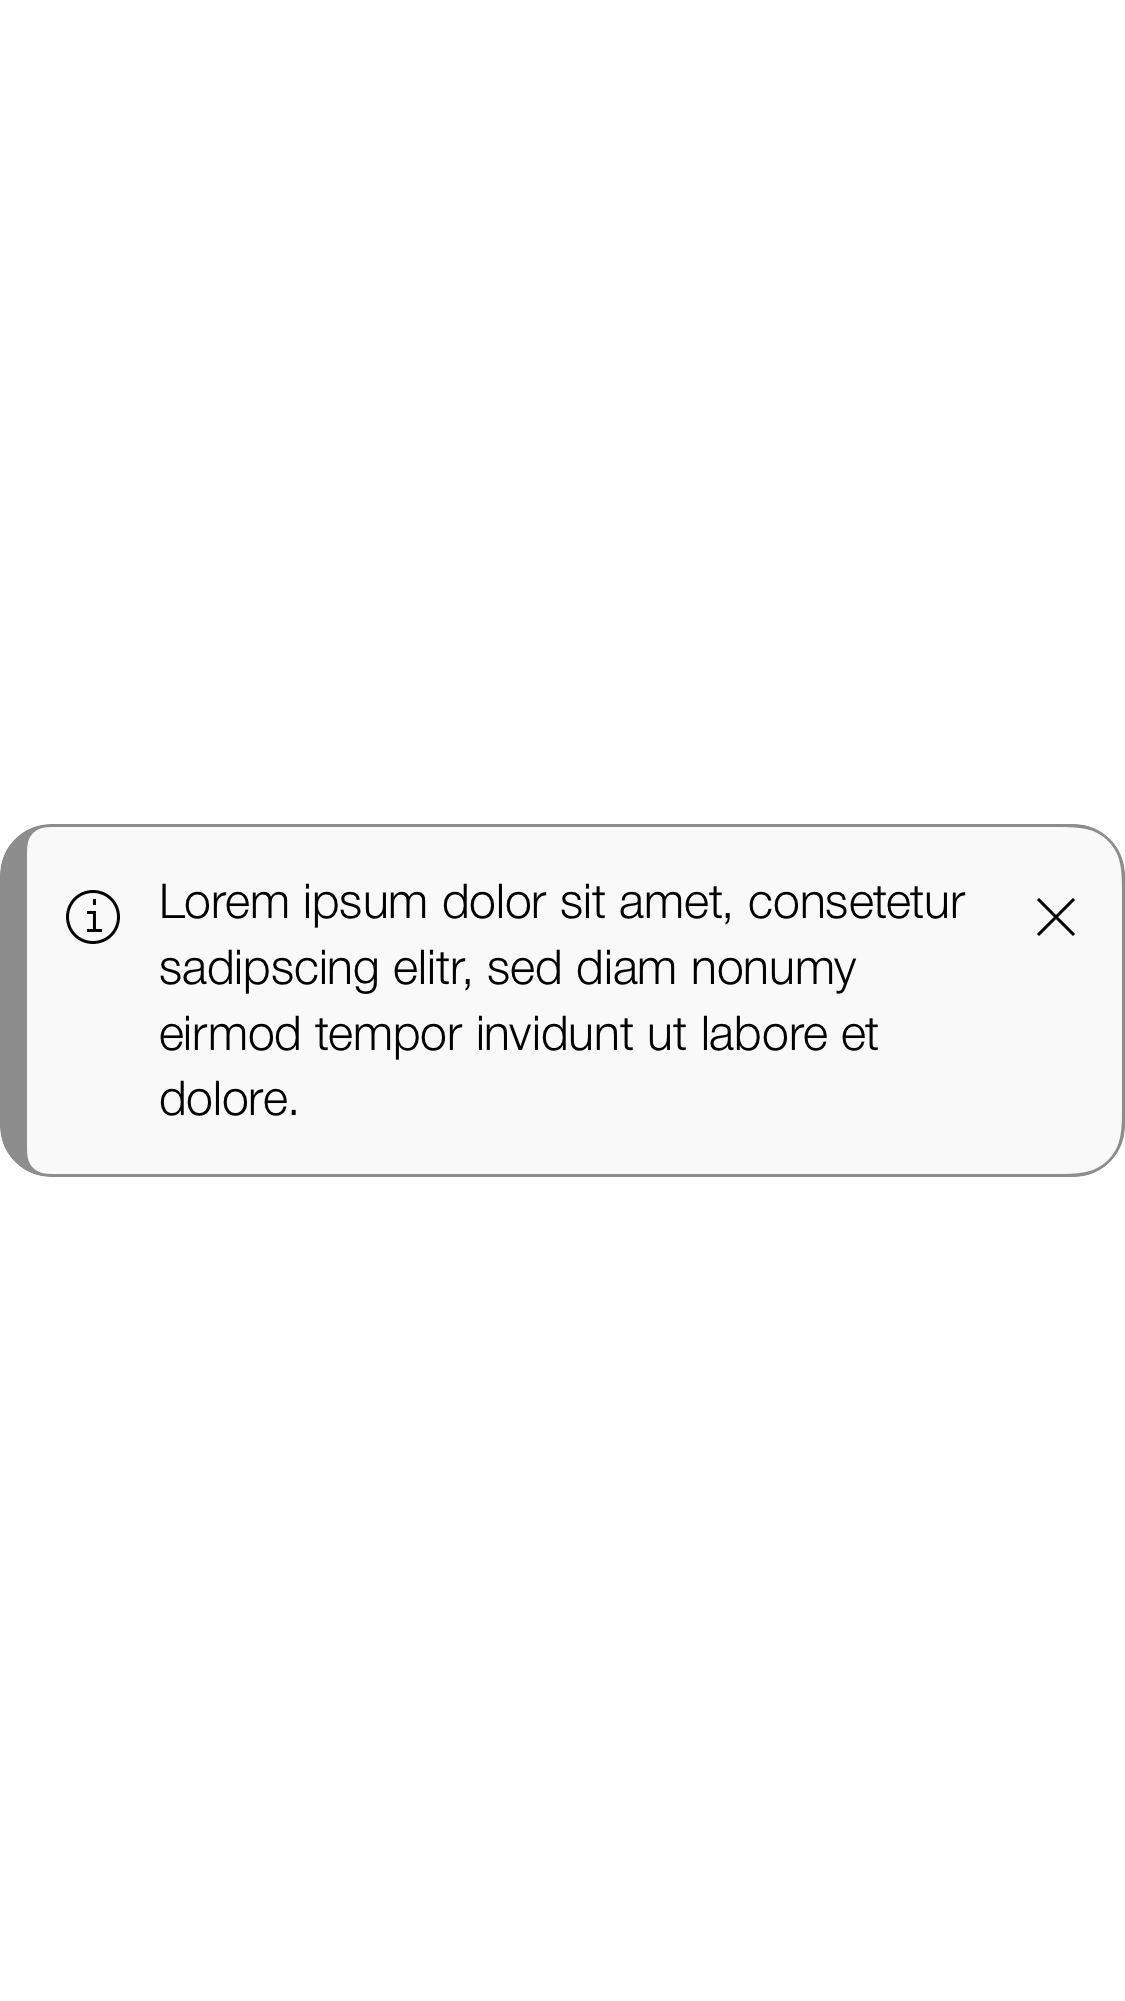 Lorem ipsum dolor sit amet, consetetur
sadipscing elitr, sed diam nonumy
eirmod tempor invidunt ut labore et
dolore.